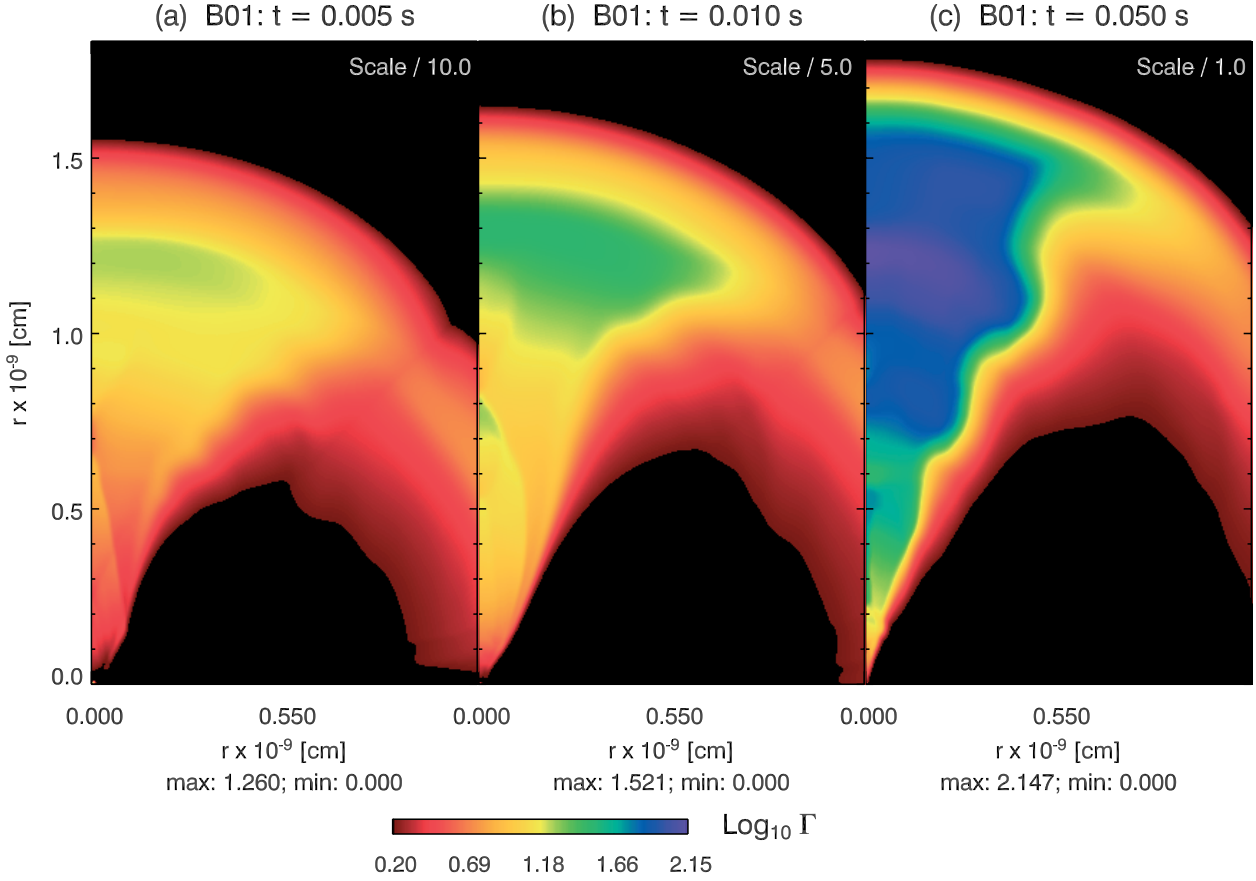 (a) B01: t = 0.005 s (b) B01: t = 0.010 s (c) B01: t = 0.050 s
Scale / 10.0 Scale / 5.0 Scale / 1.0
1.5
1.0
0.5
0.0
r x 10⁻⁹ [cm]
0.000 0.550 0.000 0.550 0.000 0.550
r x 10⁻⁹ [cm] r x 10⁻⁹ [cm] r x 10⁻⁹ [cm]
max: 1.260; min: 0.000 max: 1.521; min: 0.000 max: 2.147; min: 0.000
Log₁₀ Γ
0.20 0.69 1.18 1.66 2.15